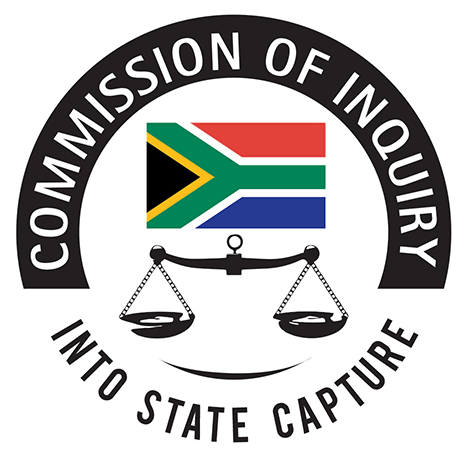 COMMISSION OF INQUIRY
INTO STATE CAPTURE